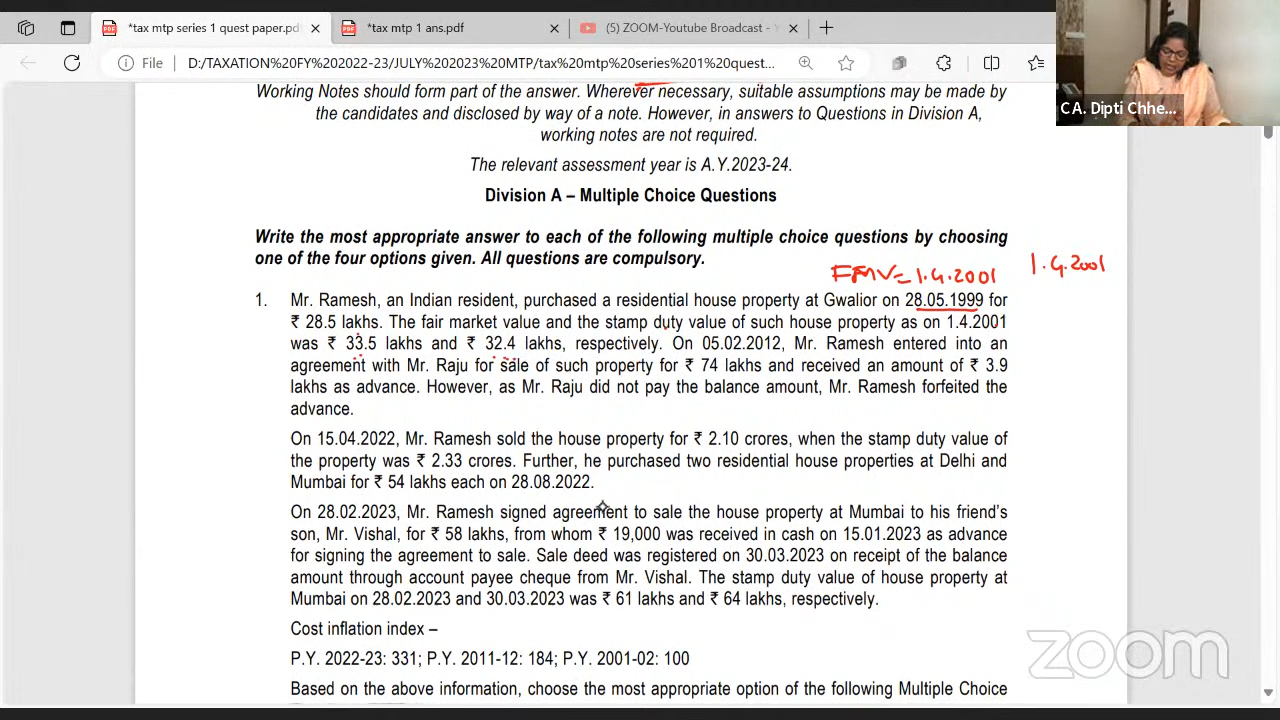 *tax mtp series 1 quest paper.pd
*tax mtp 1 ans.pdf
(5) ZOOM-Youtube Broadcast - Y
File
D:/TAXATION%20FY%202022-23/JULY%202023%20MTP/tax%20mtp%20series%201%20quest...
C A. Dipti Chhe...
Working Notes should form part of the answer. Wherever necessary, suitable assumptions may be made by
the candidates and disclosed by way of a note. However, in answers to Questions in Division A,
working notes are not required.
The relevant assessment year is A.Y.2023-24.
Division A – Multiple Choice Questions
Write the most appropriate answer to each of the following multiple choice questions by choosing
one of the four options given. All questions are compulsory.
FMV= 1.4.2001
1.4.2001
1. Mr. Ramesh, an Indian resident, purchased a residential house property at Gwalior on 28.05.1999 for
₹ 28.5 lakhs. The fair market value and the stamp duty value of such house property as on 1.4.2001
was ₹ 33.5 lakhs and ₹ 32.4 lakhs, respectively. On 05.02.2012, Mr. Ramesh entered into an
agreement with Mr. Raju for sale of such property for ₹ 74 lakhs and received an amount of ₹ 3.9
lakhs as advance. However, as Mr. Raju did not pay the balance amount, Mr. Ramesh forfeited the
advance.
On 15.04.2022, Mr. Ramesh sold the house property for ₹ 2.10 crores, when the stamp duty value of
the property was ₹ 2.33 crores. Further, he purchased two residential house properties at Delhi and
Mumbai for ₹ 54 lakhs each on 28.08.2022.
On 28.02.2023, Mr. Ramesh signed agreement to sale the house property at Mumbai to his friend's
son, Mr. Vishal, for ₹ 58 lakhs, from whom ₹ 19,000 was received in cash on 15.01.2023 as advance
for signing the agreement to sale. Sale deed was registered on 30.03.2023 on receipt of the balance
amount through account payee cheque from Mr. Vishal. The stamp duty value of house property at
Mumbai on 28.02.2023 and 30.03.2023 was ₹ 61 lakhs and ₹ 64 lakhs, respectively.
Cost inflation index –
P.Y. 2022-23: 331; P.Y. 2011-12: 184; P.Y. 2001-02: 100
Based on the above information, choose the most appropriate option of the following Multiple Choice
zoom